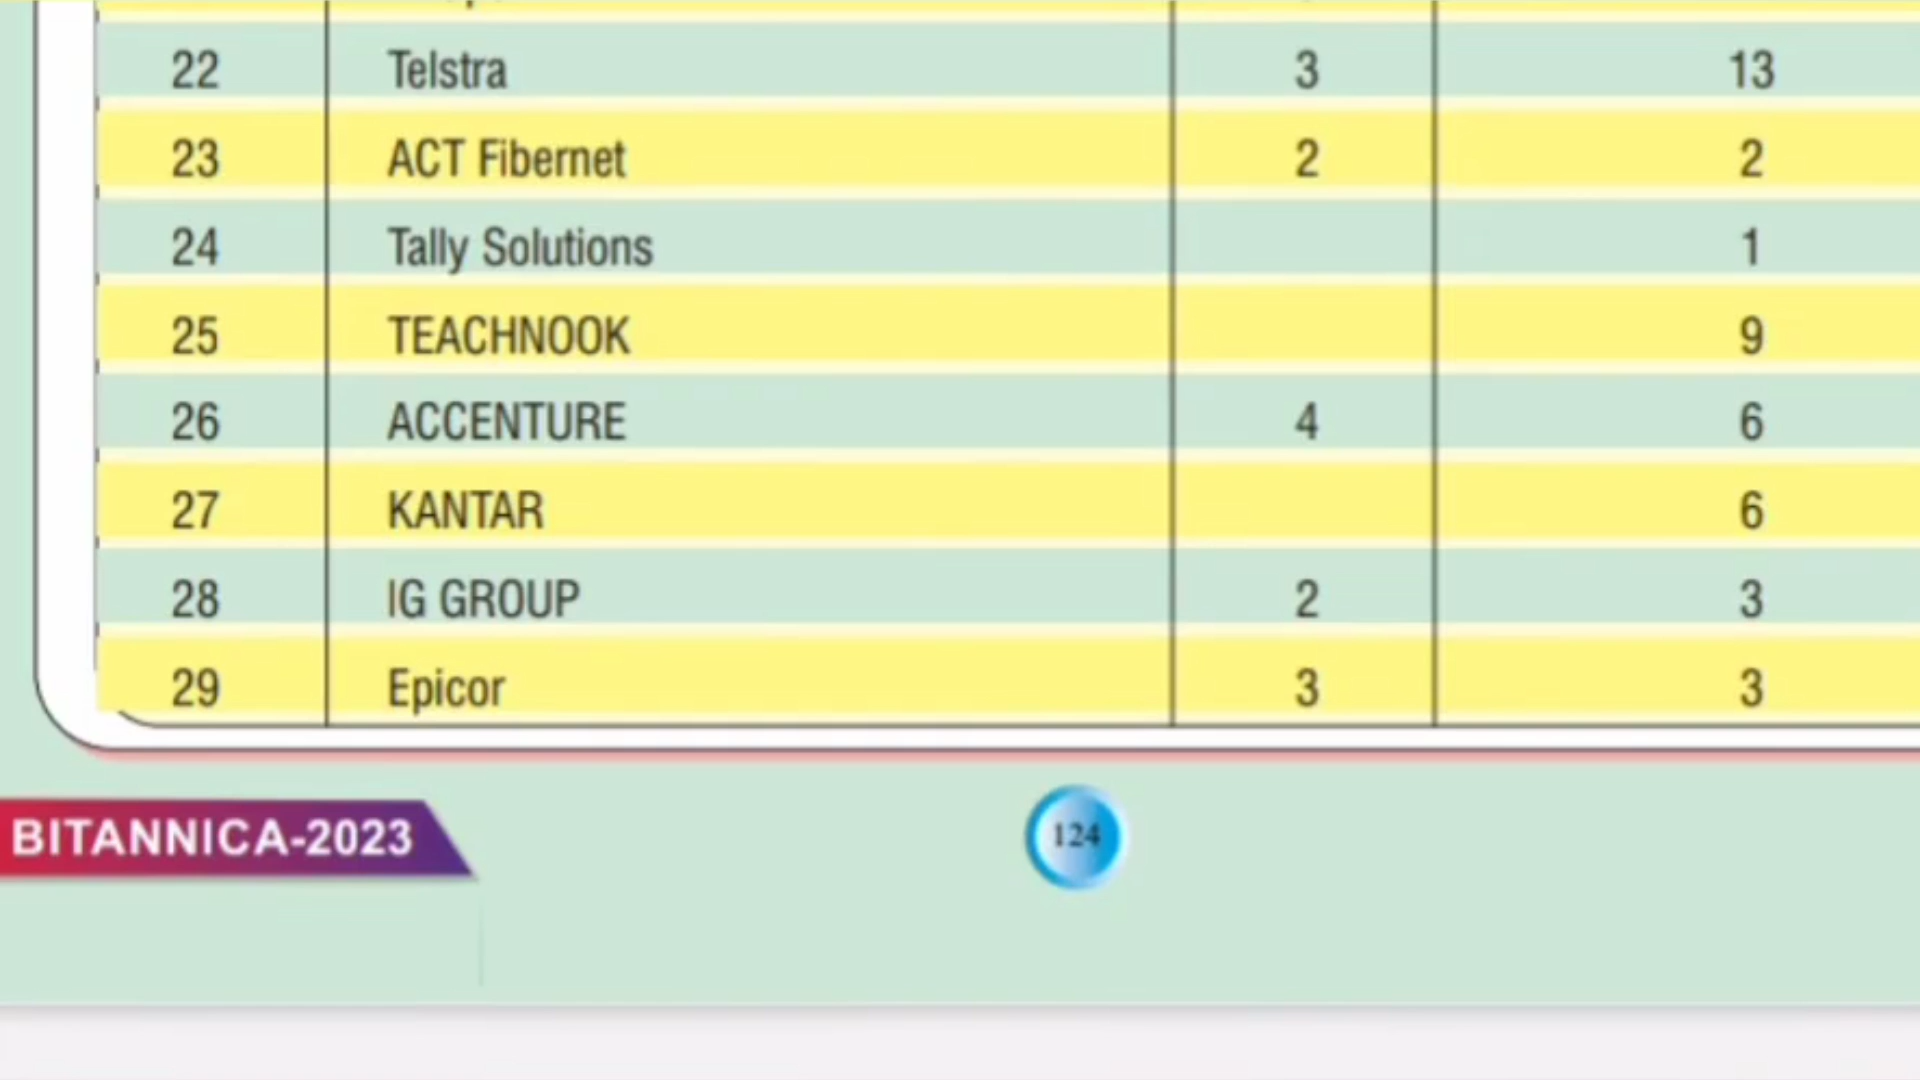 22 Telstra 3 13
23 ACT Fibernet 2 2
24 Tally Solutions 1
25 TEACHNOOK 9
26 ACCENTURE 4 6
27 KANTAR 6
28 IG GROUP 2 3
29 Epicor 3 3
BITANNICA-2023 124